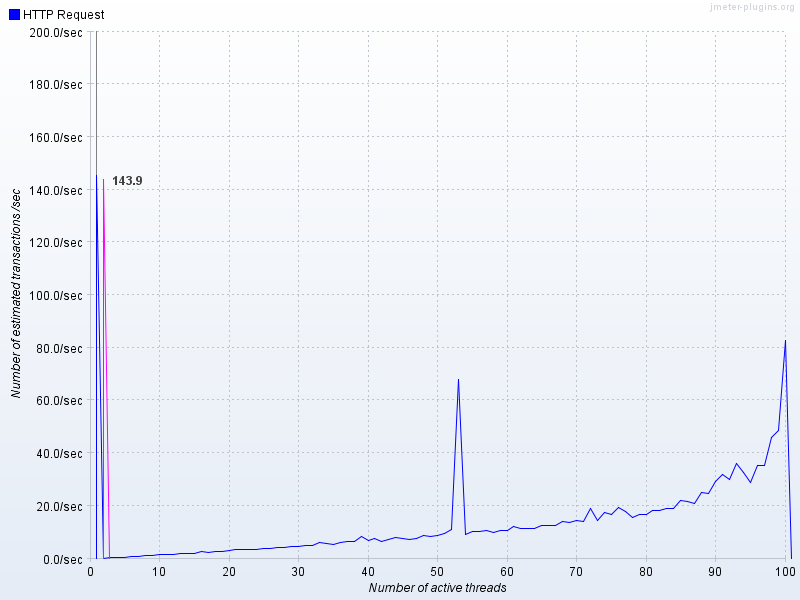 jmeter-plugins.org
HTTP Request
200.0/sec
180.0/sec
160.0/sec
143.9
140.0/sec
120.0/sec
100.0/sec
80.0/sec
60.0/sec
40.0/sec
20.0/sec
0.0/sec
Number of estimated transactions /sec
0 10 20 30 40 50 60 70 80 90 100
Number of active threads